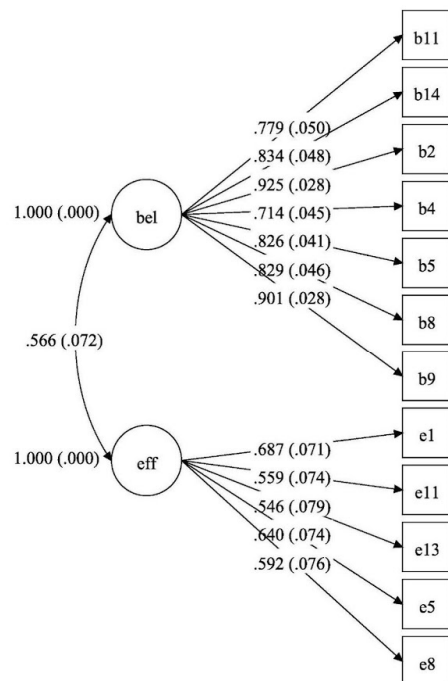 b11
b14
.779 (.050)
.834 (.048)
b2
.925 (.028)
.714 (.045)
b4
1.000 (.000)
bel
.826 (.041)
b5
.829 (.046)
.901 (.028)
b8
.566 (.072)
b9
e1
.687 (.071)
1.000 (.000)
eff
.559 (.074)
e11
.546 (.079)
.640 (.074)
e13
.592 (.076)
e5
e8